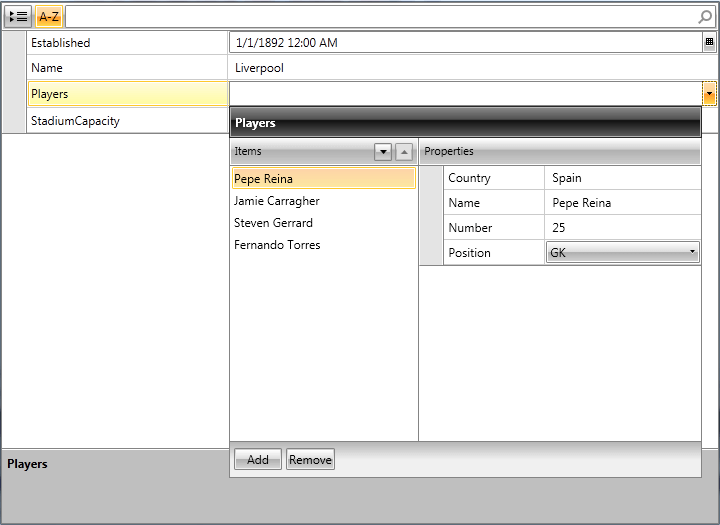 A-Z
Established 1/1/1892 12:00 AM
Name Liverpool
Players
StadiumCapacity
Players
Items Properties
Pepe Reina Country Spain
Jamie Carragher Name Pepe Reina
Steven Gerrard Number 25
Fernando Torres Position GK
Add Remove
Players